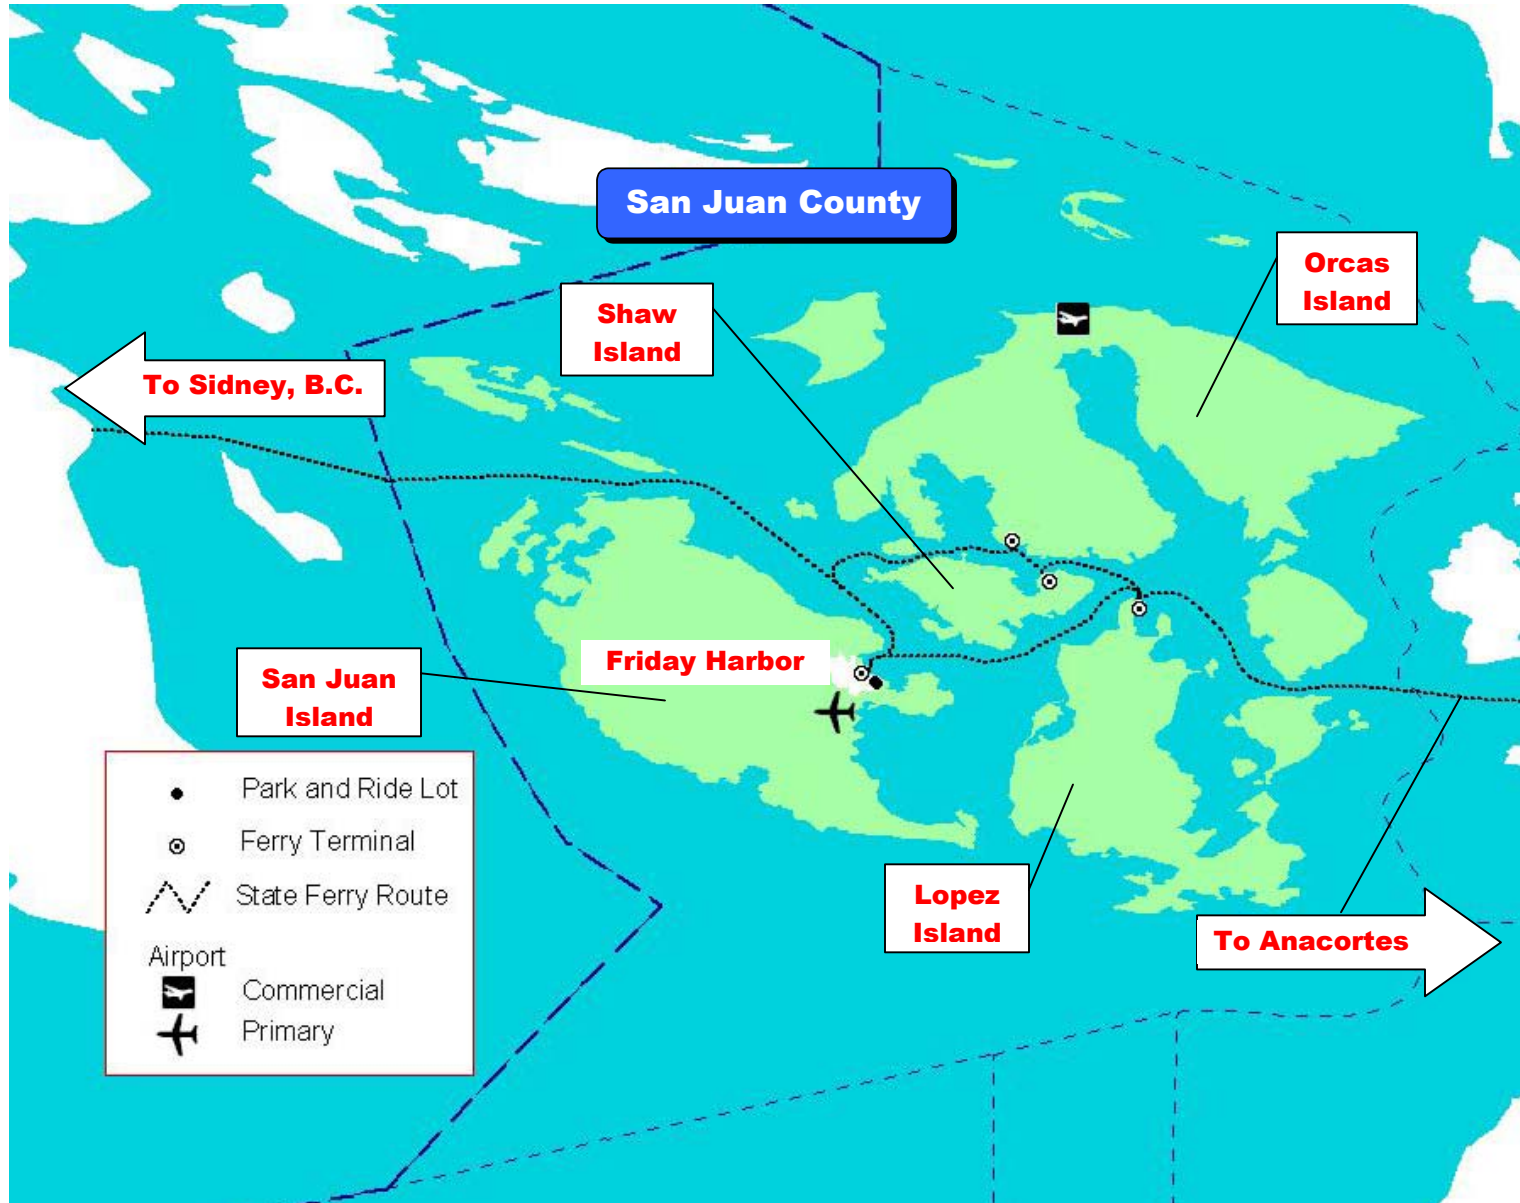 San Juan County
Orcas
Island
Shaw
Island
To Sidney, B.C.
Friday Harbor
San Juan
Island
Park and Ride Lot
Ferry Terminal
State Ferry Route
Airport
Commercial
Primary
Lopez
Island
To Anacortes